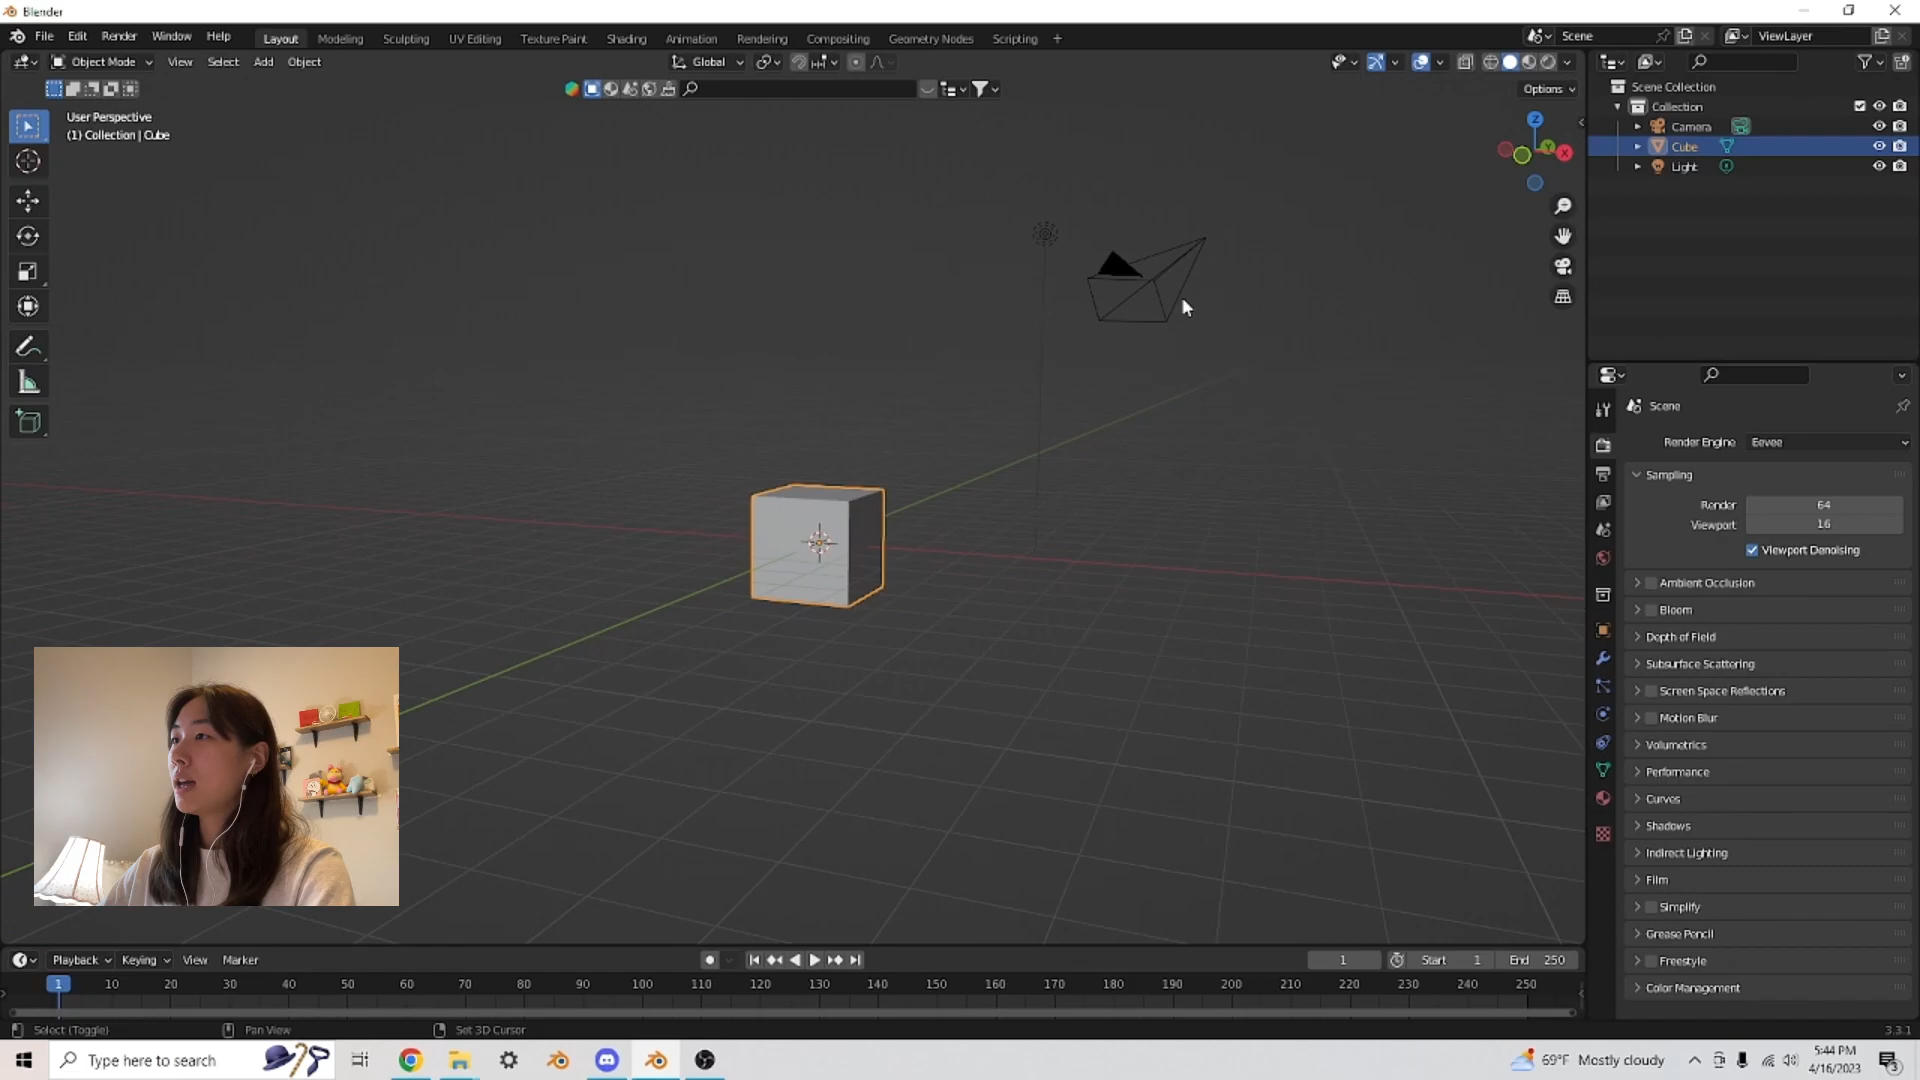 Blender
File Edit Render Window Help
Layout Modeling Sculpting UV Editing Texture Paint Shading Animation Rendering Compositing Geometry Nodes Scripting +
Scene
ViewLayer
Object Mode View Select Add Object
Global
Options
User Perspective
(1) Collection | Cube
Z
Y
X
Scene Collection
Collection
Camera
Cube
Light
Scene
Render Engine Eevee
Sampling
Render 64
Viewport 16
Viewport Denoising
Ambient Occlusion
Bloom
Depth of Field
Subsurface Scattering
Screen Space Reflections
Motion Blur
Volumetrics
Performance
Curves
Shadows
Indirect Lighting
Film
Simplify
Grease Pencil
Freestyle
Color Management
Playback Keying View Marker
1 Start 1 End 250
1 10 20 30 40 50 60 70 80 90 100 110 120 130 140 150 160 170 180 190 200 210 220 230 240 250
Select (Toggle) Pan View Set 3D Cursor
3.3.1
Type here to search
69°F Mostly cloudy
5:44 PM
4/16/2023
3